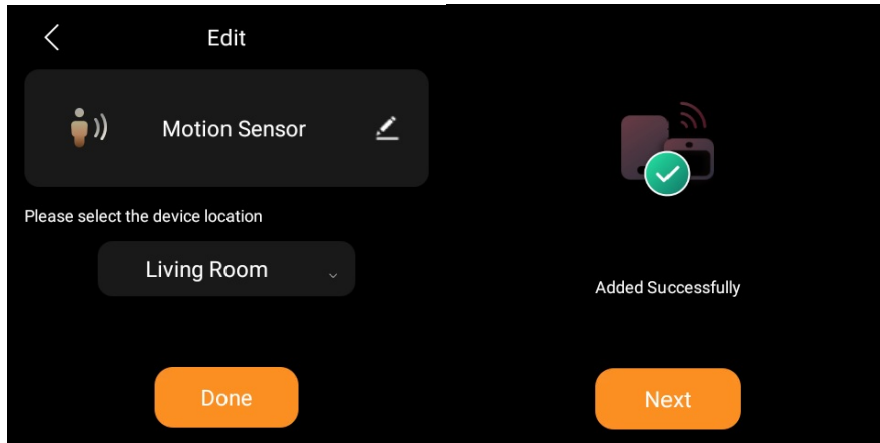 Edit
Motion Sensor
Please select the device location
Living Room
Done
Added Successfully
Next